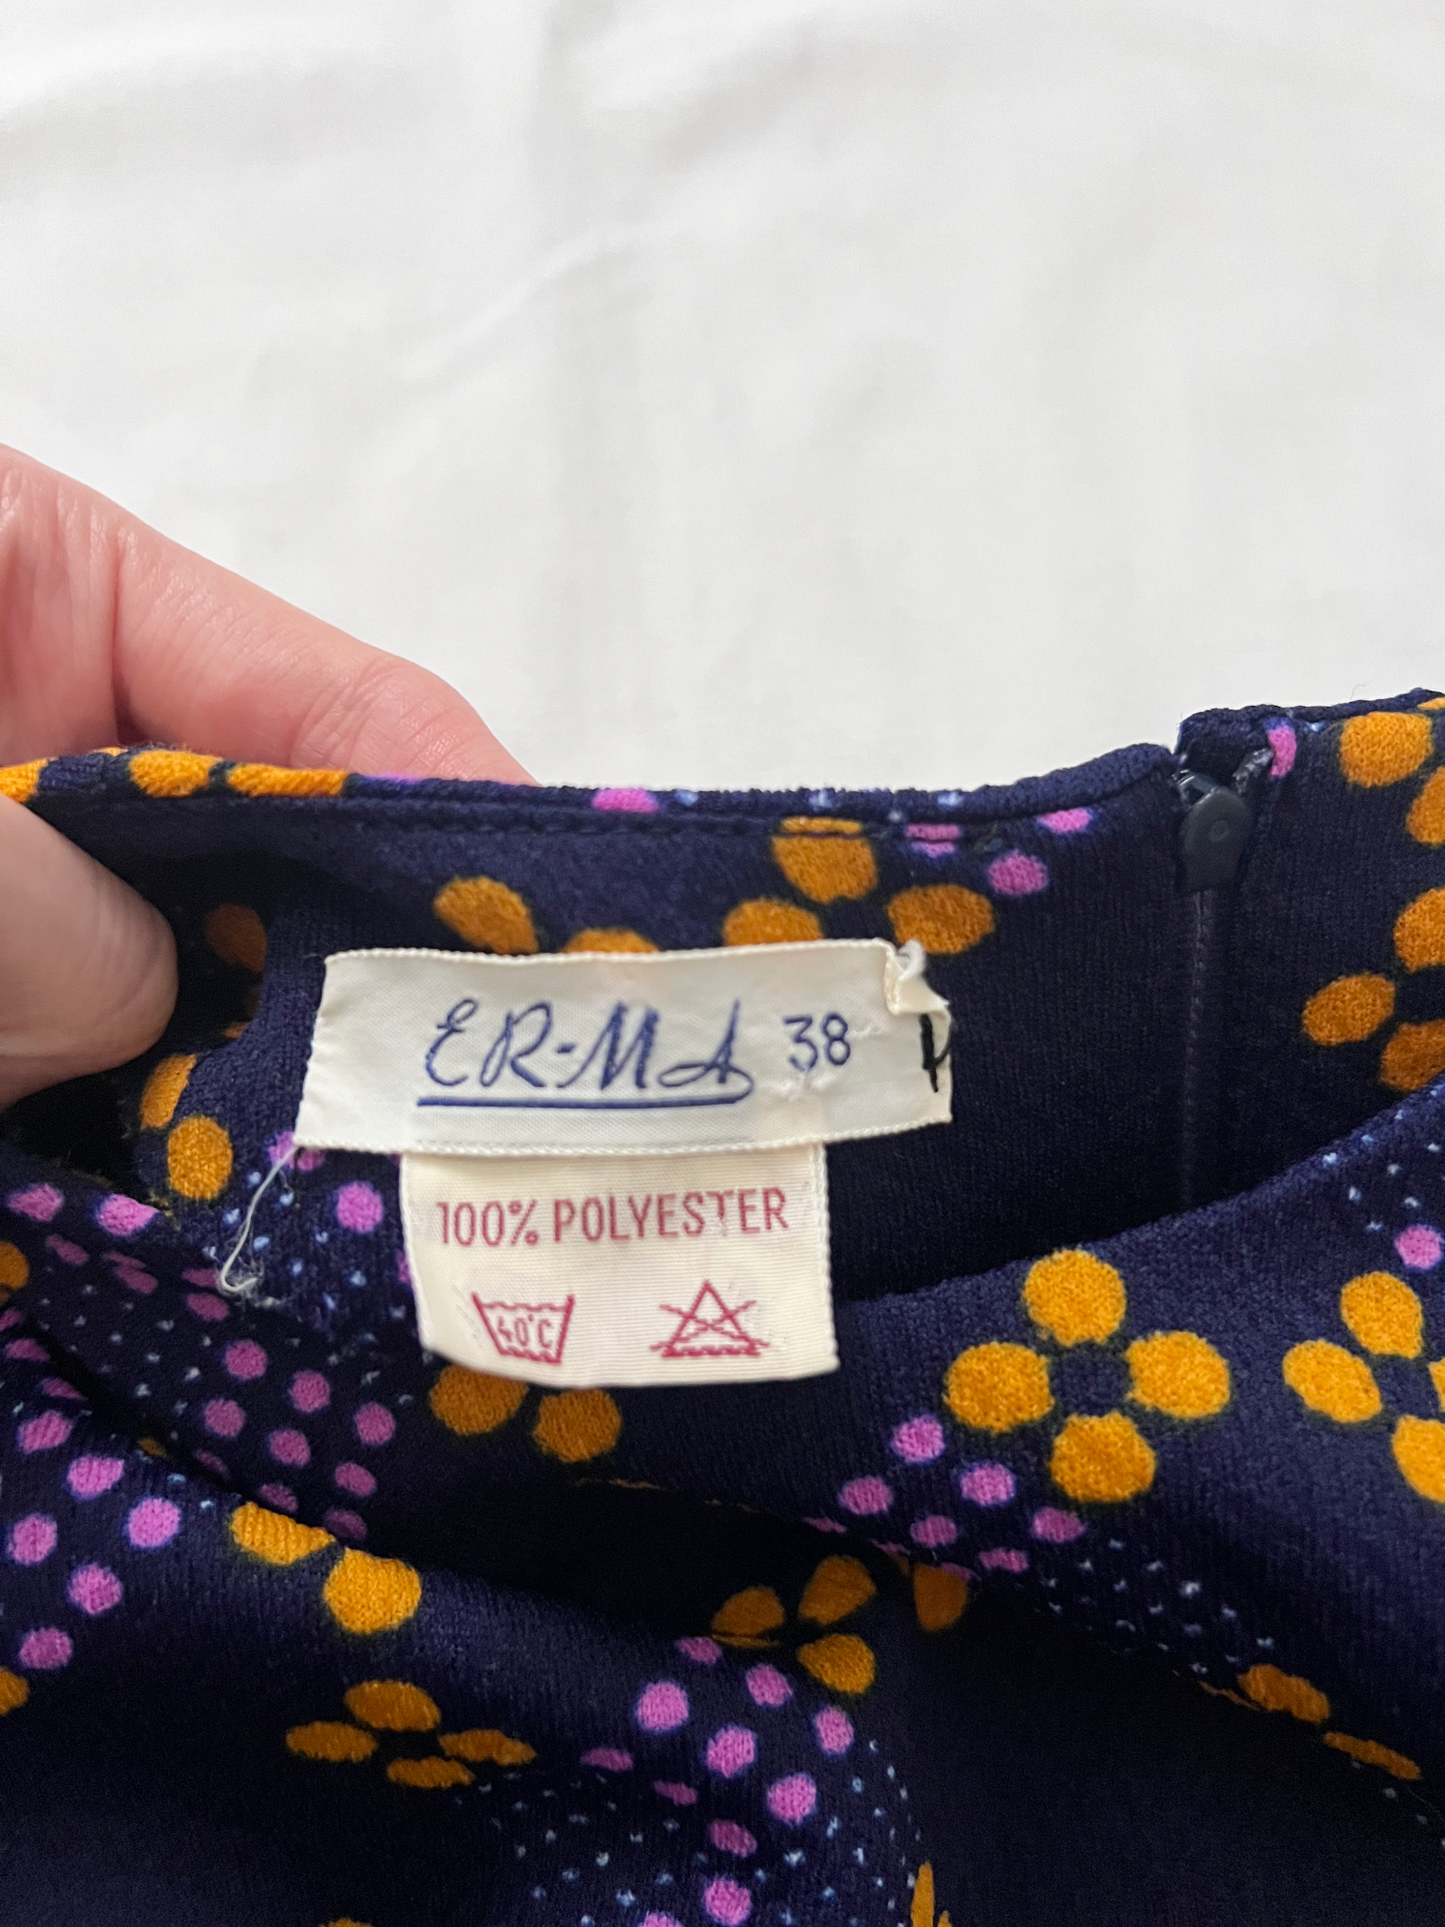 ER-MA 38
100% POLYESTER
40°C